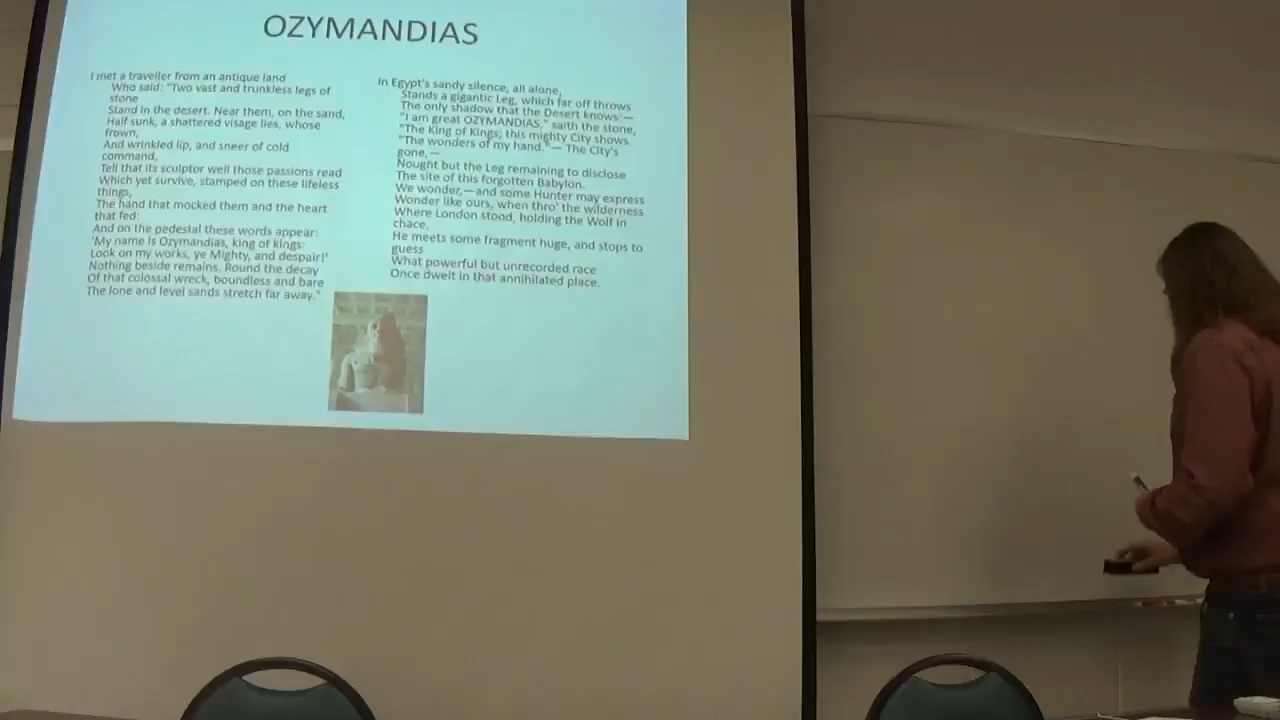 OZYMANDIAS
I met a traveller from an antique land
Who said: "Two vast and trunkless legs of
stone
Stand in the desert. Near them, on the sand,
Half sunk, a shattered visage lies, whose
frown,
And wrinkled lip, and sneer of cold
command,
Tell that its sculptor well those passions read
Which yet survive, stamped on these lifeless
things,
The hand that mocked them and the heart
that fed:
And on the pedestal these words appear:
'My name is Ozymandias, king of kings:
Look on my works, ye Mighty, and despair!'
Nothing beside remains. Round the decay
Of that colossal wreck, boundless and bare
The lone and level sands stretch far away."
In Egypt's sandy silence, all alone,
Stands a gigantic Leg, which far off throws
The only shadow that the Desert knows:—
"I am great OZYMANDIAS," saith the stone,
"The King of Kings; this mighty City shows
"The wonders of my hand."— The City's
gone,—
Nought but the Leg remaining to disclose
The site of this forgotten Babylon.
We wonder,—and some Hunter may express
Wonder like ours, when thro' the wilderness
Where London stood, holding the Wolf in
chace,
He meets some fragment huge, and stops to
guess
What powerful but unrecorded race
Once dwelt in that annihilated place.